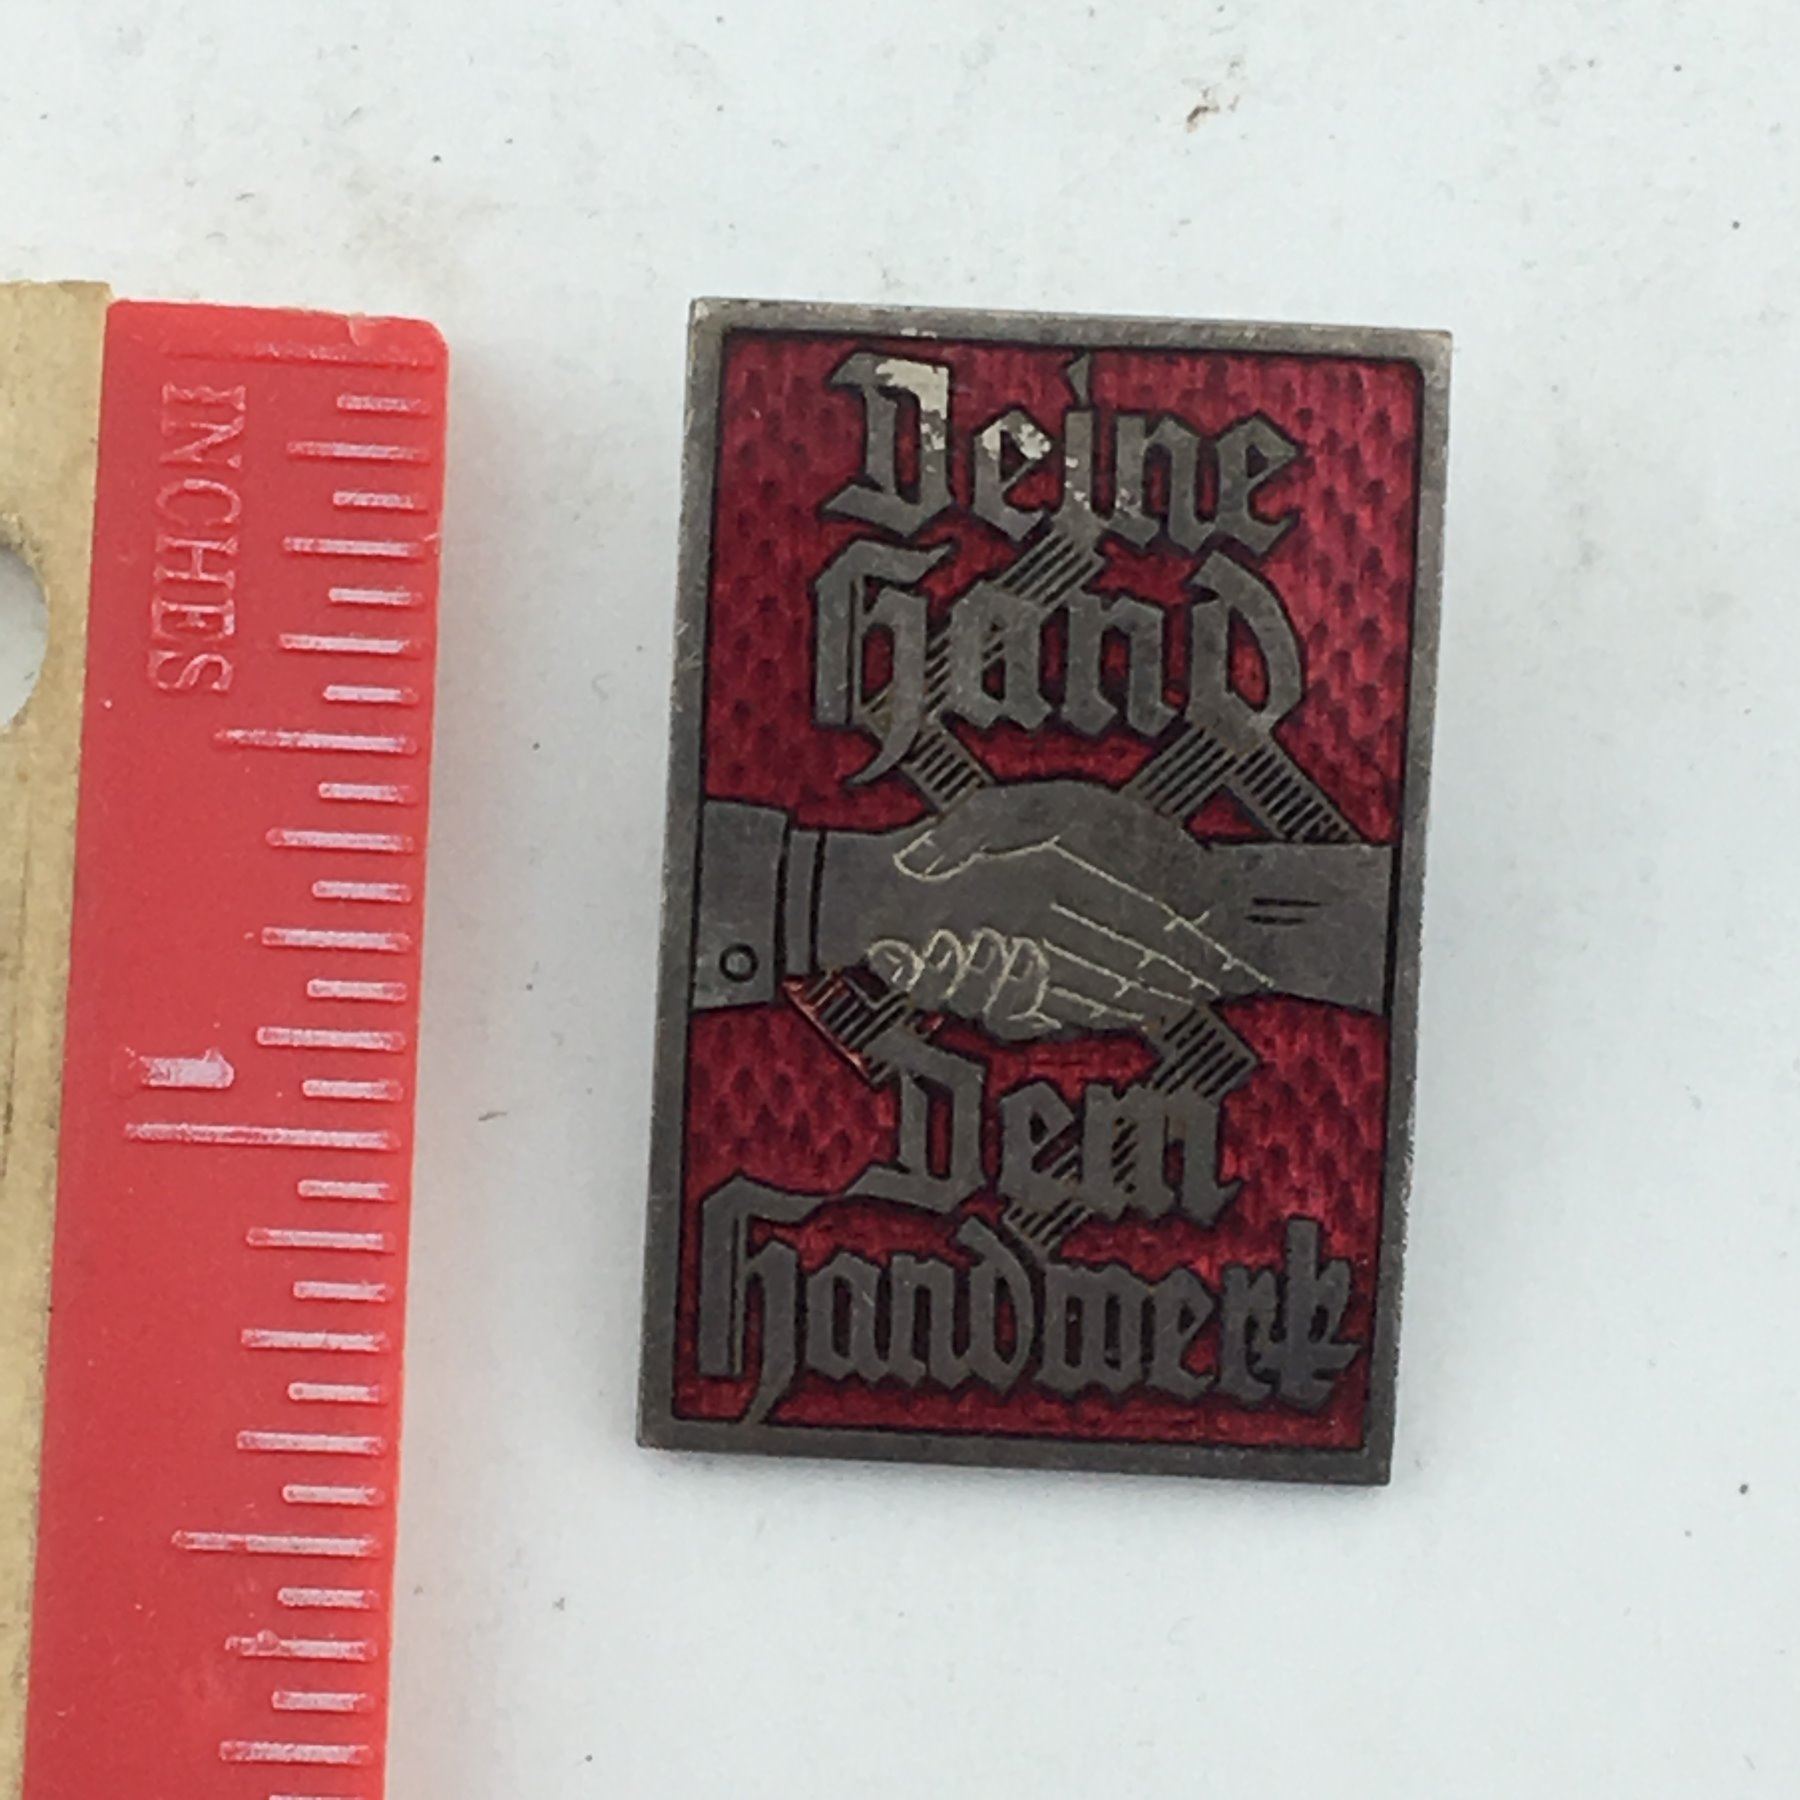 Deine
Hand
Dem
Handwerk
INCHES
1